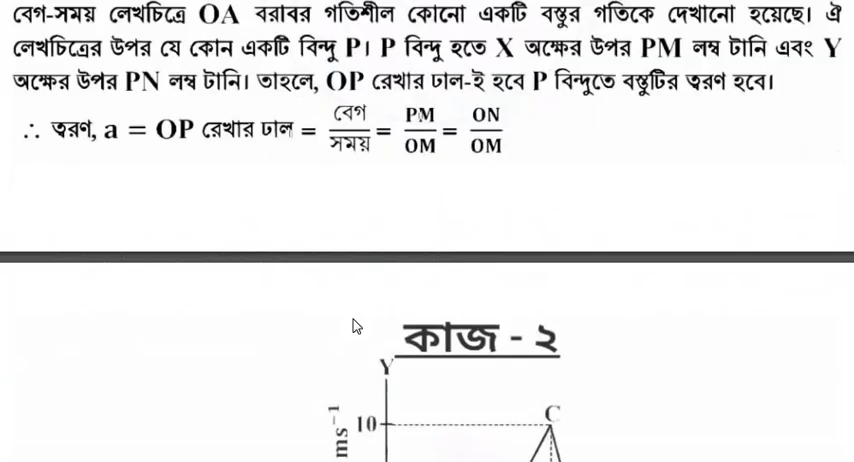 বেগ-সময় লেখচিত্রে OA বরাবর গতিশীল কোনো একটি বস্তুর গতিকে দেখানো হয়েছে। ঐ
লেখচিত্রের উপর যে কোন একটি বিন্দু P। P বিন্দু হতে X অক্ষের উপর PM লম্ব টানি এবং Y
অক্ষের উপর PN লম্ব টানি। তাহলে, OP রেখার ঢাল-ই হবে P বিন্দুতে বস্তুটির ত্বরণ হবে।
∴ ত্বরণ, a = OP রেখার ঢাল = বেগ/সময় = PM/OM = ON/OM
কাজ - ২
Y
C
10
ms⁻¹